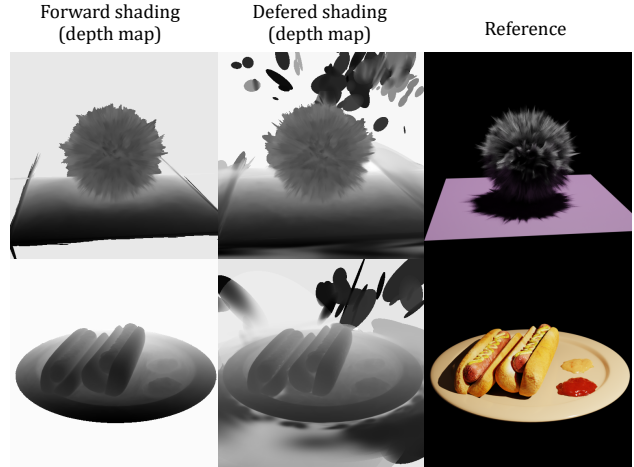 Forward shading
(depth map)
Defered shading
(depth map)
Reference